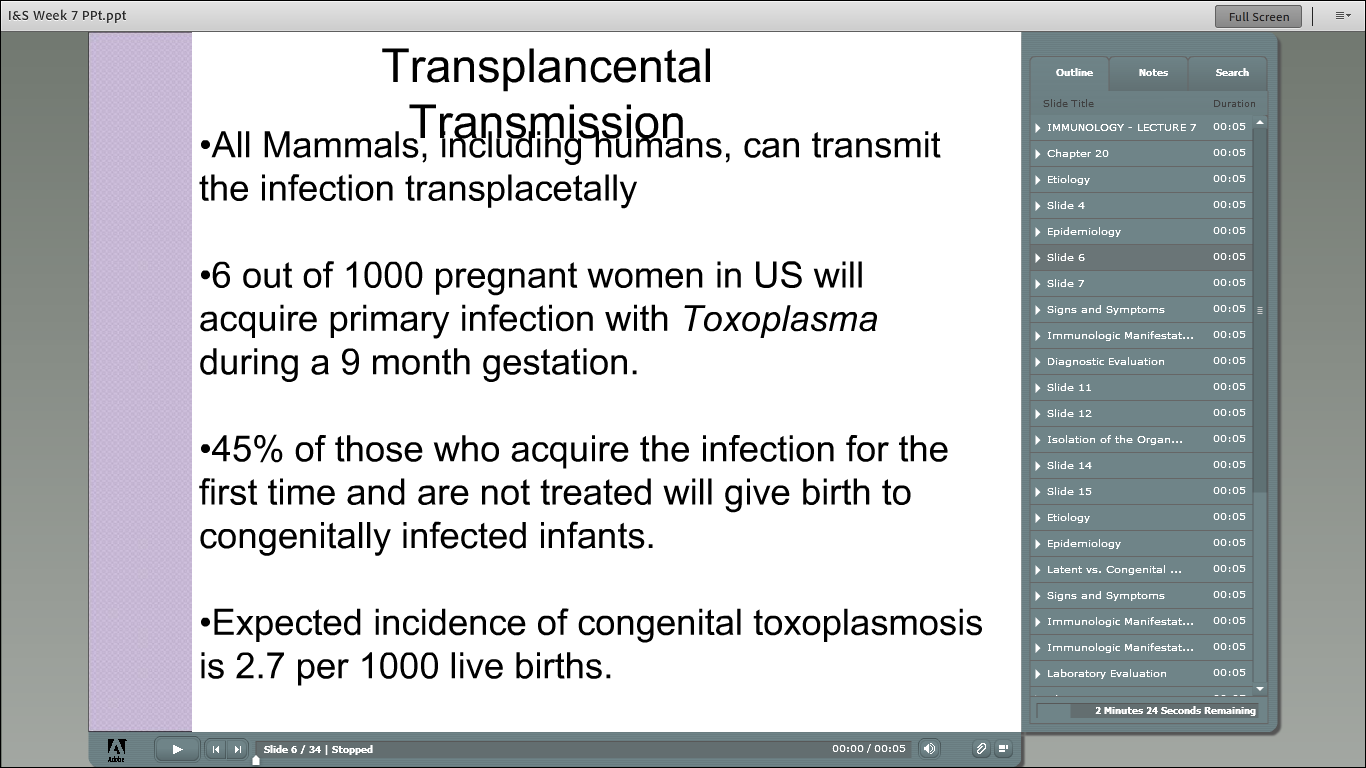 I&S Week 7 PPt.ppt
Full Screen
Transplancental
Transmission
•All Mammals, including humans, can transmit
the infection transplacetally
•6 out of 1000 pregnant women in US will
acquire primary infection with Toxoplasma
during a 9 month gestation.
•45% of those who acquire the infection for the
first time and are not treated will give birth to
congenitally infected infants.
•Expected incidence of congenital toxoplasmosis
is 2.7 per 1000 live births.
Outline Notes Search
Slide Title Duration
IMMUNOLOGY - LECTURE 7 00:05
Chapter 20 00:05
Etiology 00:05
Slide 4 00:05
Epidemiology 00:05
Slide 6 00:05
Slide 7 00:05
Signs and Symptoms 00:05
Immunologic Manifestat... 00:05
Diagnostic Evaluation 00:05
Slide 11 00:05
Slide 12 00:05
Isolation of the Organ... 00:05
Slide 14 00:05
Slide 15 00:05
Etiology 00:05
Epidemiology 00:05
Latent vs. Congenital ... 00:05
Signs and Symptoms 00:05
Immunologic Manifestat... 00:05
Immunologic Manifestat... 00:05
Laboratory Evaluation 00:05
2 Minutes 24 Seconds Remaining
Adobe
Slide 6 / 34 | Stopped 00:00 / 00:05